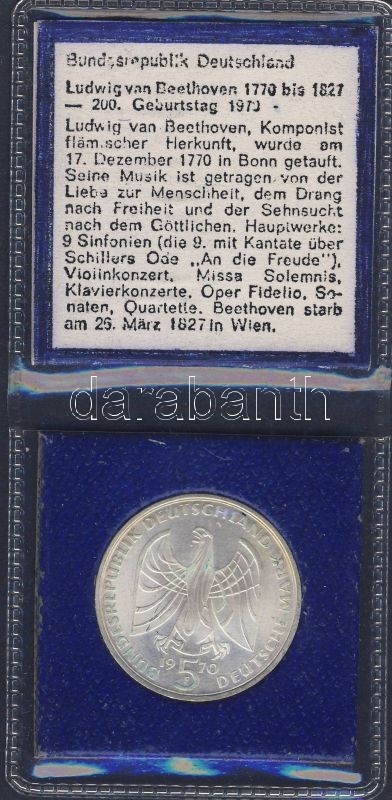 Bundesrepublik Deutschland
Ludwig van Beethoven 1770 bis 1827
— 200. Geburtstag 1970 -
Ludwig van Beethoven, Komponist
flämischer Herkunft, wurde am
17. Dezember 1770 in Bonn getauft.
Seine Musik ist getragen von der
Liebe zur Menschheit, dem Drang
nach Freiheit und der Sehnsucht
nach dem Göttlichen. Hauptwerke:
9 Sinfonien (die 9. mit Kantate über
Schillers Ode „An die Freude"),
Violinkonzert, Missa Solemnis,
Klavierkonzerte, Oper Fidelio, So-
naten, Quartette. Beethoven starb
am 26. März 1827 in Wien.
darabanth
BUNDESREPUBLIK DEUTSCHLAND
1970
5
DEUTSCHE MARK